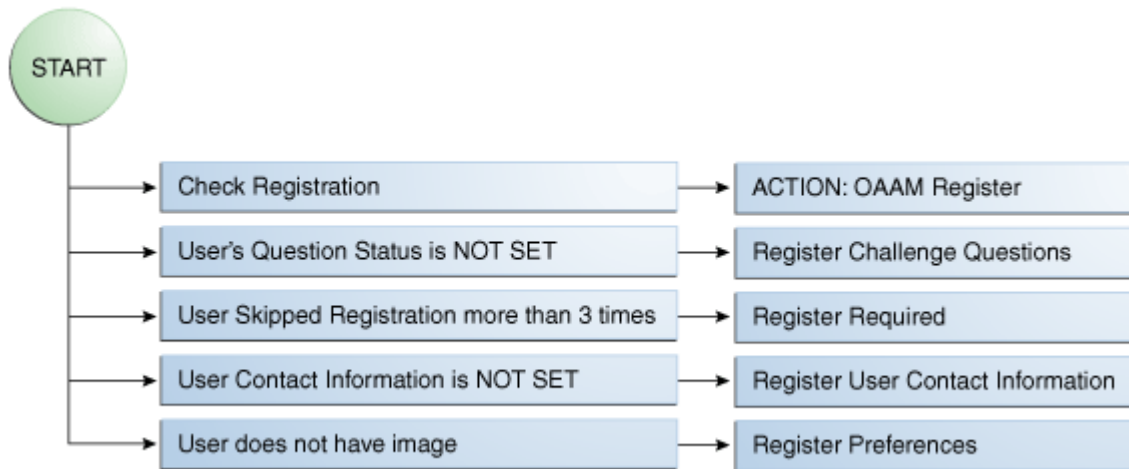 START
Check Registration
ACTION: OAAM Register
User's Question Status is NOT SET
Register Challenge Questions
User Skipped Registration more than 3 times
Register Required
User Contact Information is NOT SET
Register User Contact Information
User does not have image
Register Preferences